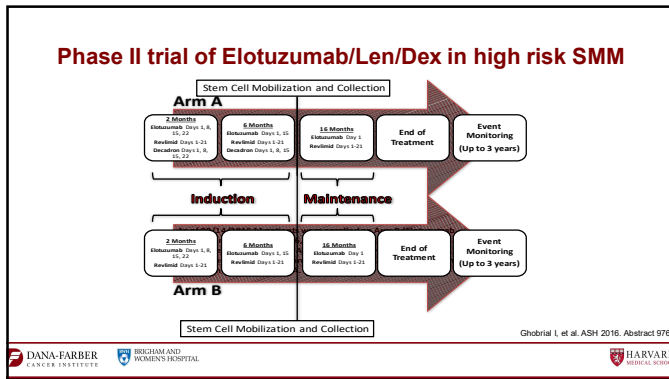 Phase II trial of Elotuzumab/Len/Dex in high risk SMM
Stem Cell Mobilization and Collection
Arm A
2 Months
Elotuzumab Days 1, 8,
15, 22
Revlimid Days 1-21
Decadron Days 1, 8,
15, 22
6 Months
Elotuzumab Days 1, 15
Revlimid Days 1-21
Decadron Days 1, 8, 15
16 Months
Elotuzumab Day 1
Revlimid Days 1-21
End of
Treatment
Event
Monitoring
(Up to 3 years)
Induction
Maintenance
2 Months
Elotuzumab Days 1, 8,
15, 22
Revlimid Days 1-21
6 Months
Elotuzumab Days 1, 15
Revlimid Days 1-21
16 Months
Elotuzumab Day 1
Revlimid Days 1-21
End of
Treatment
Event
Monitoring
(Up to 3 years)
Arm B
Stem Cell Mobilization and Collection
Ghobrial I, et al. ASH 2016. Abstract 976
DANA-FARBER
CANCER INSTITUTE
BRIGHAM AND
WOMEN'S HOSPITAL
HARVAR
MEDICAL SCHOO